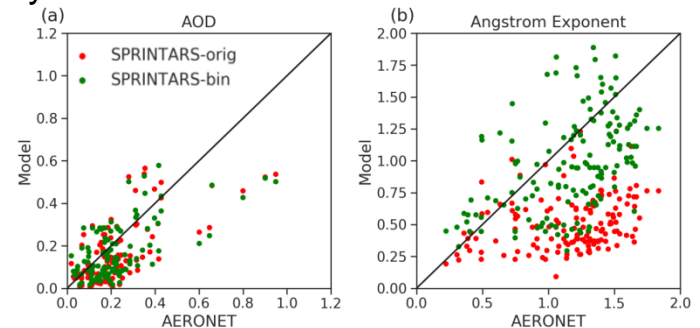 (a)
AOD
1.2
1.0
0.8
0.6
0.4
0.2
0.0
Model
SPRINTARS-orig
SPRINTARS-bin
0.0 0.2 0.4 0.6 0.8 1.0 1.2
AERONET
(b)
Angstrom Exponent
2.00
1.75
1.50
1.25
1.00
0.75
0.50
0.25
0.00
Model
0.0 0.5 1.0 1.5 2.0
AERONET